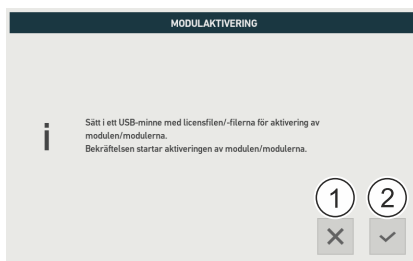 MODULAKTIVERING
Sätt i ett USB-minne med licensfilen/-filerna för aktivering av
modulen/modulerna.
Bekräftelsen startar aktiveringen av modulen/modulerna.
1 2